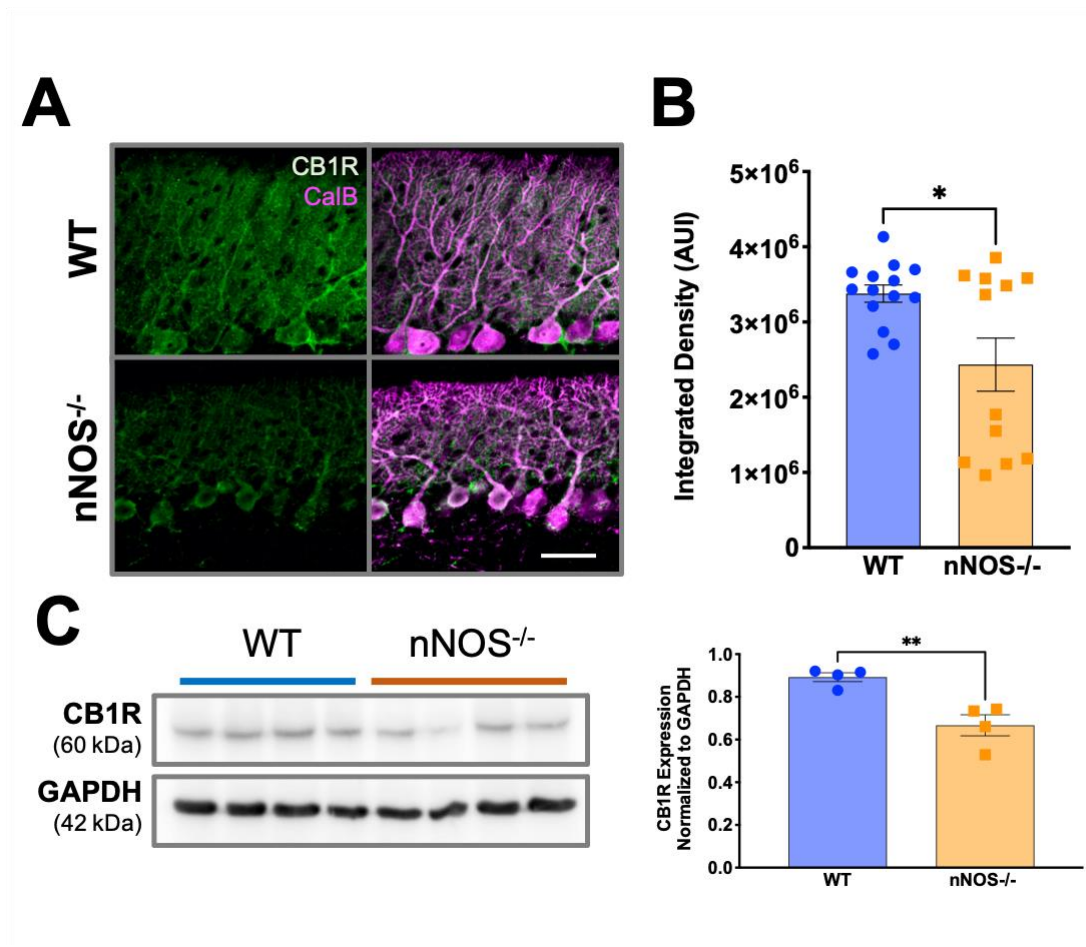 A
CB1R
CalB
WT
nNOS-/-
B
Integrated Density (AUI)
5×10⁶
4×10⁶
3×10⁶
2×10⁶
1×10⁶
0
*
WT
nNOS-/-
C
WT
nNOS-/-
CB1R
(60 kDa)
GAPDH
(42 kDa)
CB1R Expression
Normalized to GAPDH
1.0
0.8
0.6
0.4
0.2
0.0
**
WT
nNOS-/-